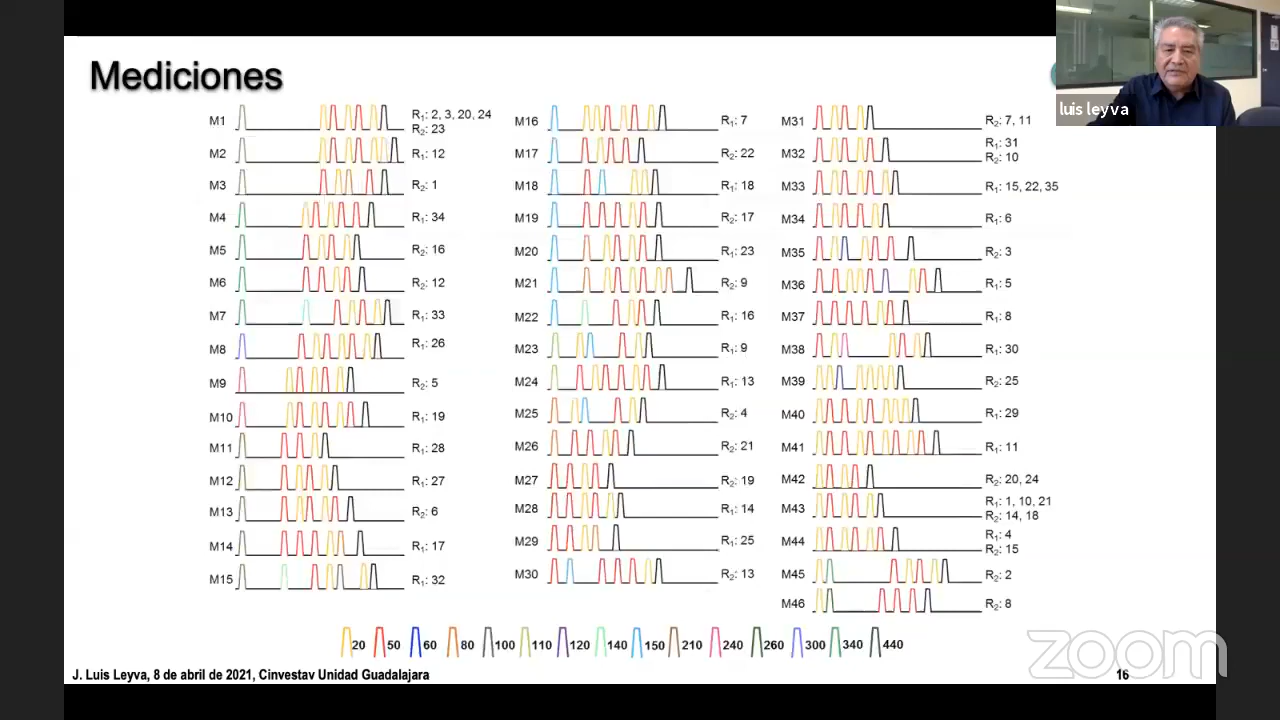 luis leyva
Mediciones
M1 R1: 2, 3, 20, 24
R2: 23
M2 R1: 12
M3 R2: 1
M4 R1: 34
M5 R2: 16
M6 R2: 12
M7 R1: 33
M8 R1: 26
M9 R2: 5
M10 R1: 19
M11 R1: 28
M12 R1: 27
M13 R2: 6
M14 R1: 17
M15 R1: 32
M16 R1: 7
M17 R2: 22
M18 R1: 18
M19 R2: 17
M20 R1: 23
M21 R2: 9
M22 R1: 16
M23 R1: 9
M24 R1: 13
M25 R2: 4
M26 R2: 21
M27 R2: 19
M28 R1: 14
M29 R1: 25
M30 R2: 13
M31 R2: 7, 11
M32 R1: 31
R2: 10
M33 R1: 15, 22, 35
M34 R1: 6
M35 R2: 3
M36 R1: 5
M37 R1: 8
M38 R1: 30
M39 R2: 25
M40 R1: 29
M41 R1: 11
M42 R2: 20, 24
M43 R1: 1, 10, 21
R2: 14, 18
M44 R1: 4
R2: 15
M45 R2: 2
M46 R2: 8
20 50 60 80 100 110 120 140 150 210 240 260 300 340 440
J. Luis Leyva, 8 de abril de 2021, Cinvestav Unidad Guadalajara
16
zoom